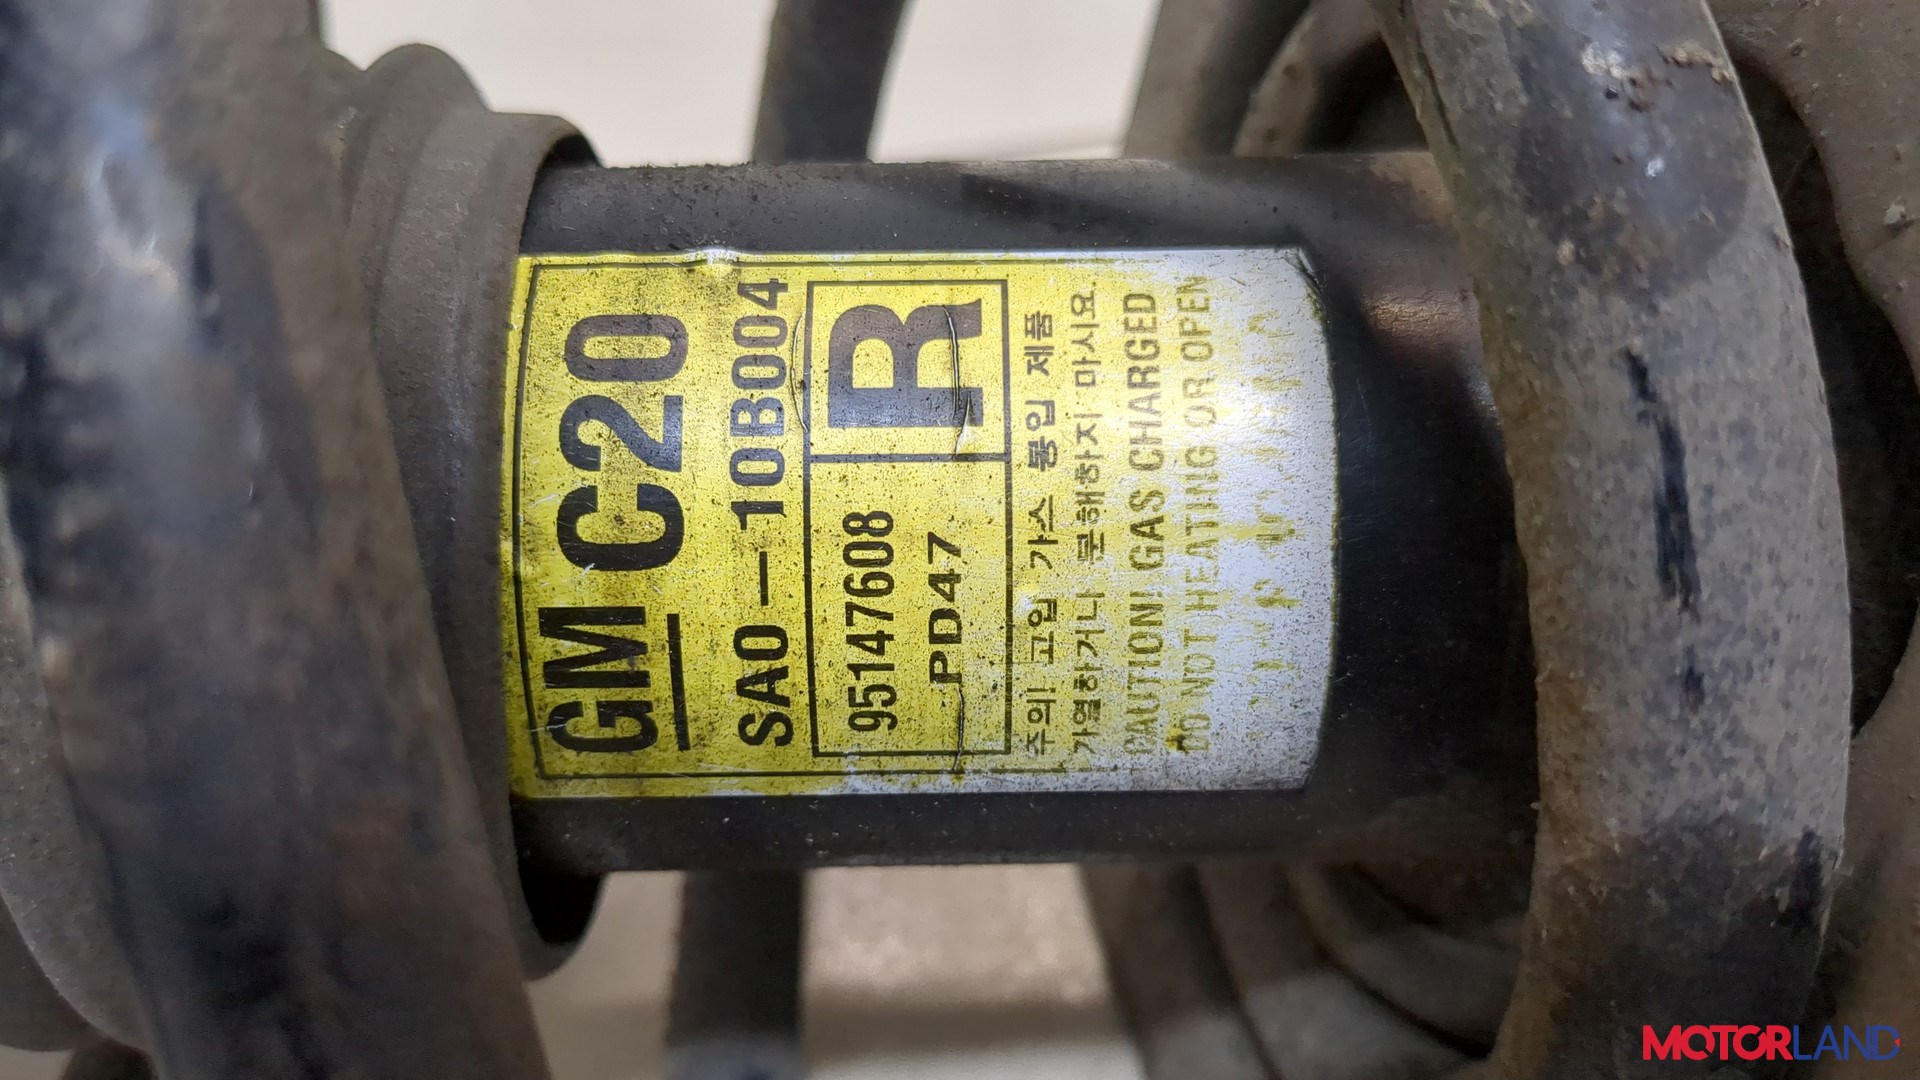 GM C20
SA0-10B004
95147608
PD47
R
주의! 고압 가스 봉입 제품
가열하거나 분해하지 마시요.
CAUTION! GAS CHARGED
DO NOT HEATING OR OPEN
MOTORLAND